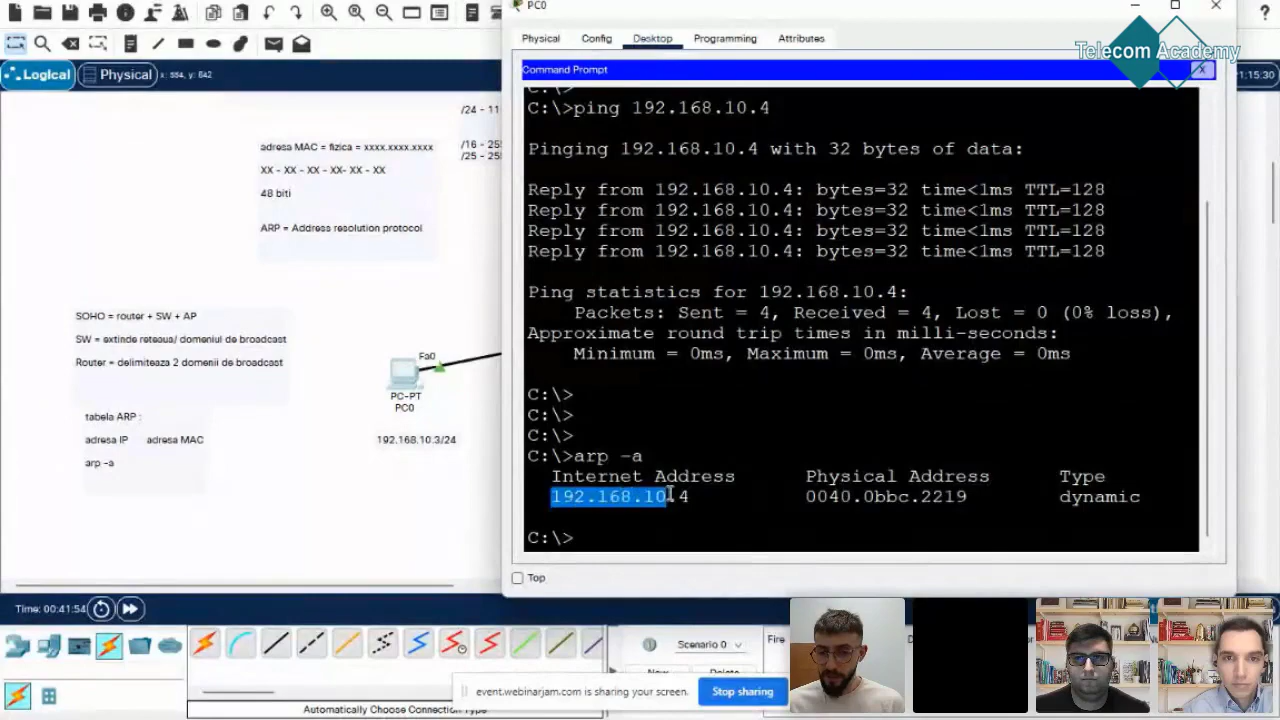 PC0
Physical Config Desktop Programming Attributes
Telecom Academy
Command Prompt
X
Logical Physical x: 554, y: 642
1:15:30
C:\>
C:\>ping 192.168.10.4
Pinging 192.168.10.4 with 32 bytes of data:
Reply from 192.168.10.4: bytes=32 time<1ms TTL=128
Reply from 192.168.10.4: bytes=32 time<1ms TTL=128
Reply from 192.168.10.4: bytes=32 time<1ms TTL=128
Reply from 192.168.10.4: bytes=32 time<1ms TTL=128
Ping statistics for 192.168.10.4:
Packets: Sent = 4, Received = 4, Lost = 0 (0% loss),
Approximate round trip times in milli-seconds:
Minimum = 0ms, Maximum = 0ms, Average = 0ms
C:\>
C:\>
C:\>
C:\>arp -a
Internet Address Physical Address Type
192.168.10.4 0040.0bbc.2219 dynamic
C:\>
Top
/24 - 11
/16 - 255
/25 - 255
adresa MAC = fizica = xxxx.xxxx.xxxx
XX - XX - XX - XX- XX - XX
48 biti
ARP = Address resolution protocol
SOHO = router + SW + AP
SW = extinde reteaua/ domeniul de broadcast
Router = delimiteaza 2 domenii de broadcast
tabela ARP :
adresa IP adresa MAC
arp -a
Fa0
PC-PT
PC0
192.168.10.3/24
Time: 00:41:54
Scenario 0
Fire
New Delete
event.webinarjam.com is sharing your screen.
Stop sharing
Automatically Choose Connection Type